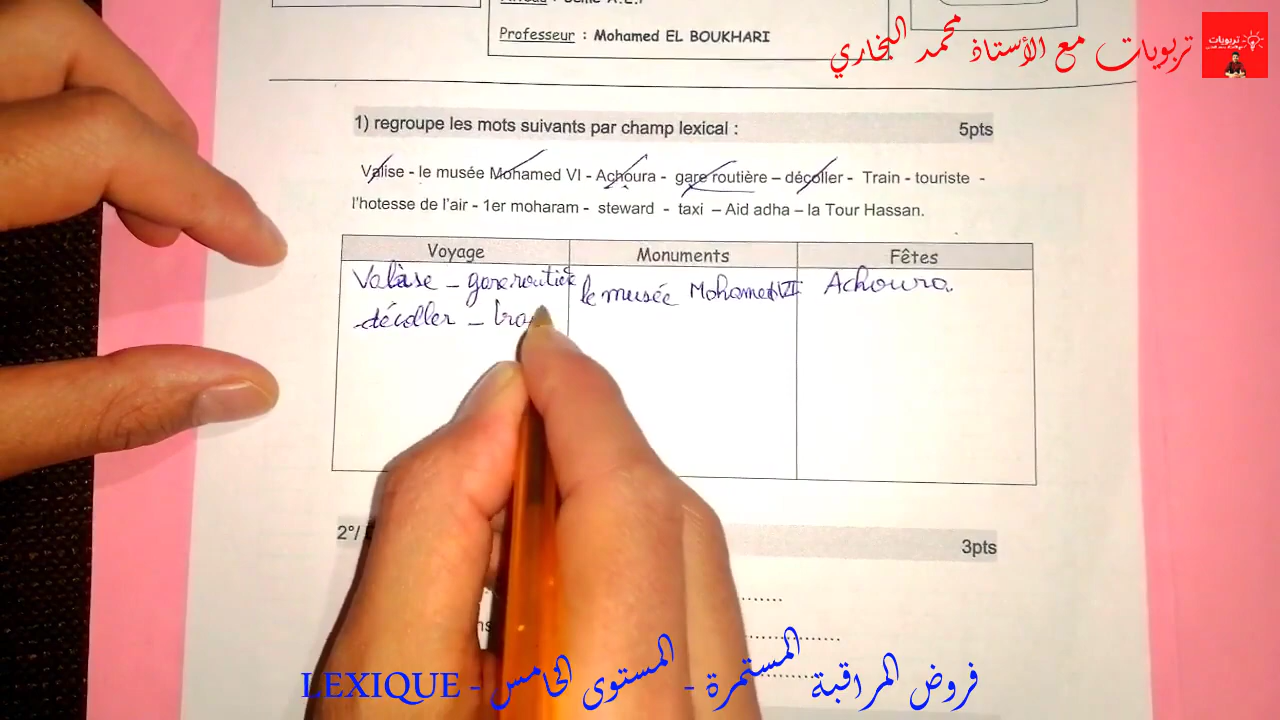 Professeur : Mohamed EL BOUKHARI
تربويات مع الأستاذ محمد البخاري
تربويات
1) regroupe les mots suivants par champ lexical : 5pts
Valise - le musée Mohamed VI - Achoura - gare routière – décoller - Train - touriste -
l'hotesse de l'air - 1er moharam - steward - taxi – Aid adha – la Tour Hassan.
Voyage Monuments Fêtes
Valise - gare routière le musée Mohamed VI Achoura.
décoller - tra
2°/ 3pts
فروض المراقبة المستمرة - المستوى الخامس - LEXIQUE